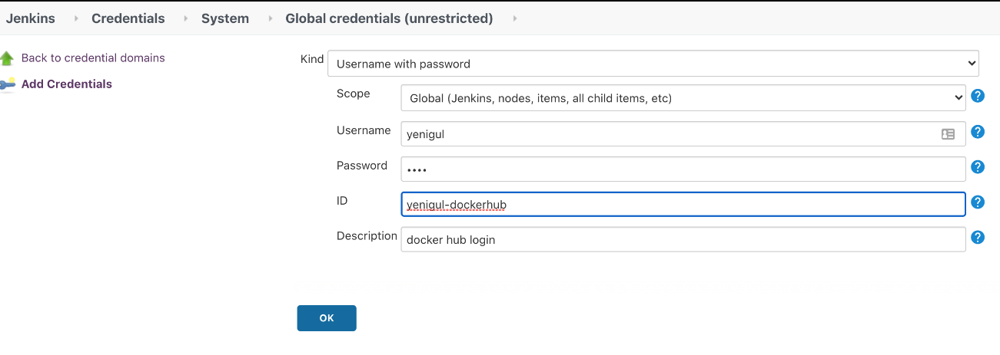 Jenkins Credentials System Global credentials (unrestricted)
Back to credential domains
Add Credentials
Kind Username with password
Scope Global (Jenkins, nodes, items, all child items, etc) ?
Username yenigul ?
Password •••• ?
ID yenigul-dockerhub ?
Description docker hub login ?
OK